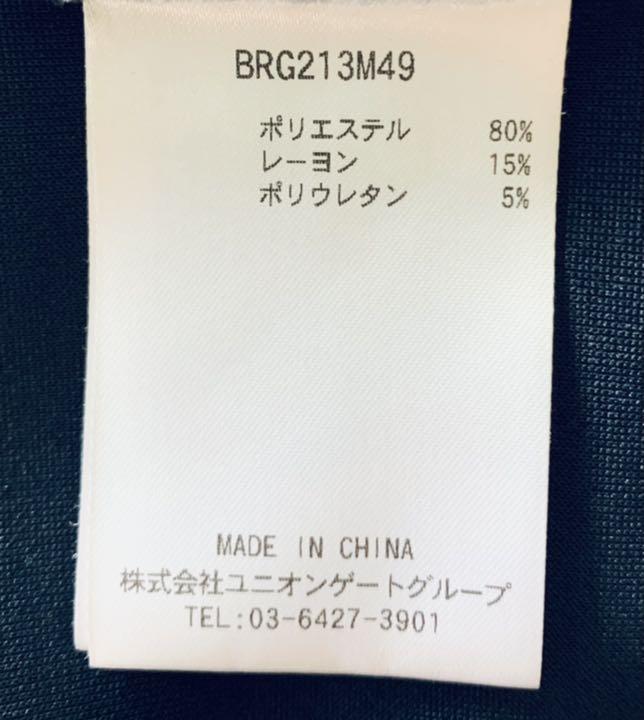 BRG213M49
ポリエステル 80%
レーヨン 15%
ポリウレタン 5%
MADE IN CHINA
株式会社ユニオンゲートグループ
TEL:03-6427-3901